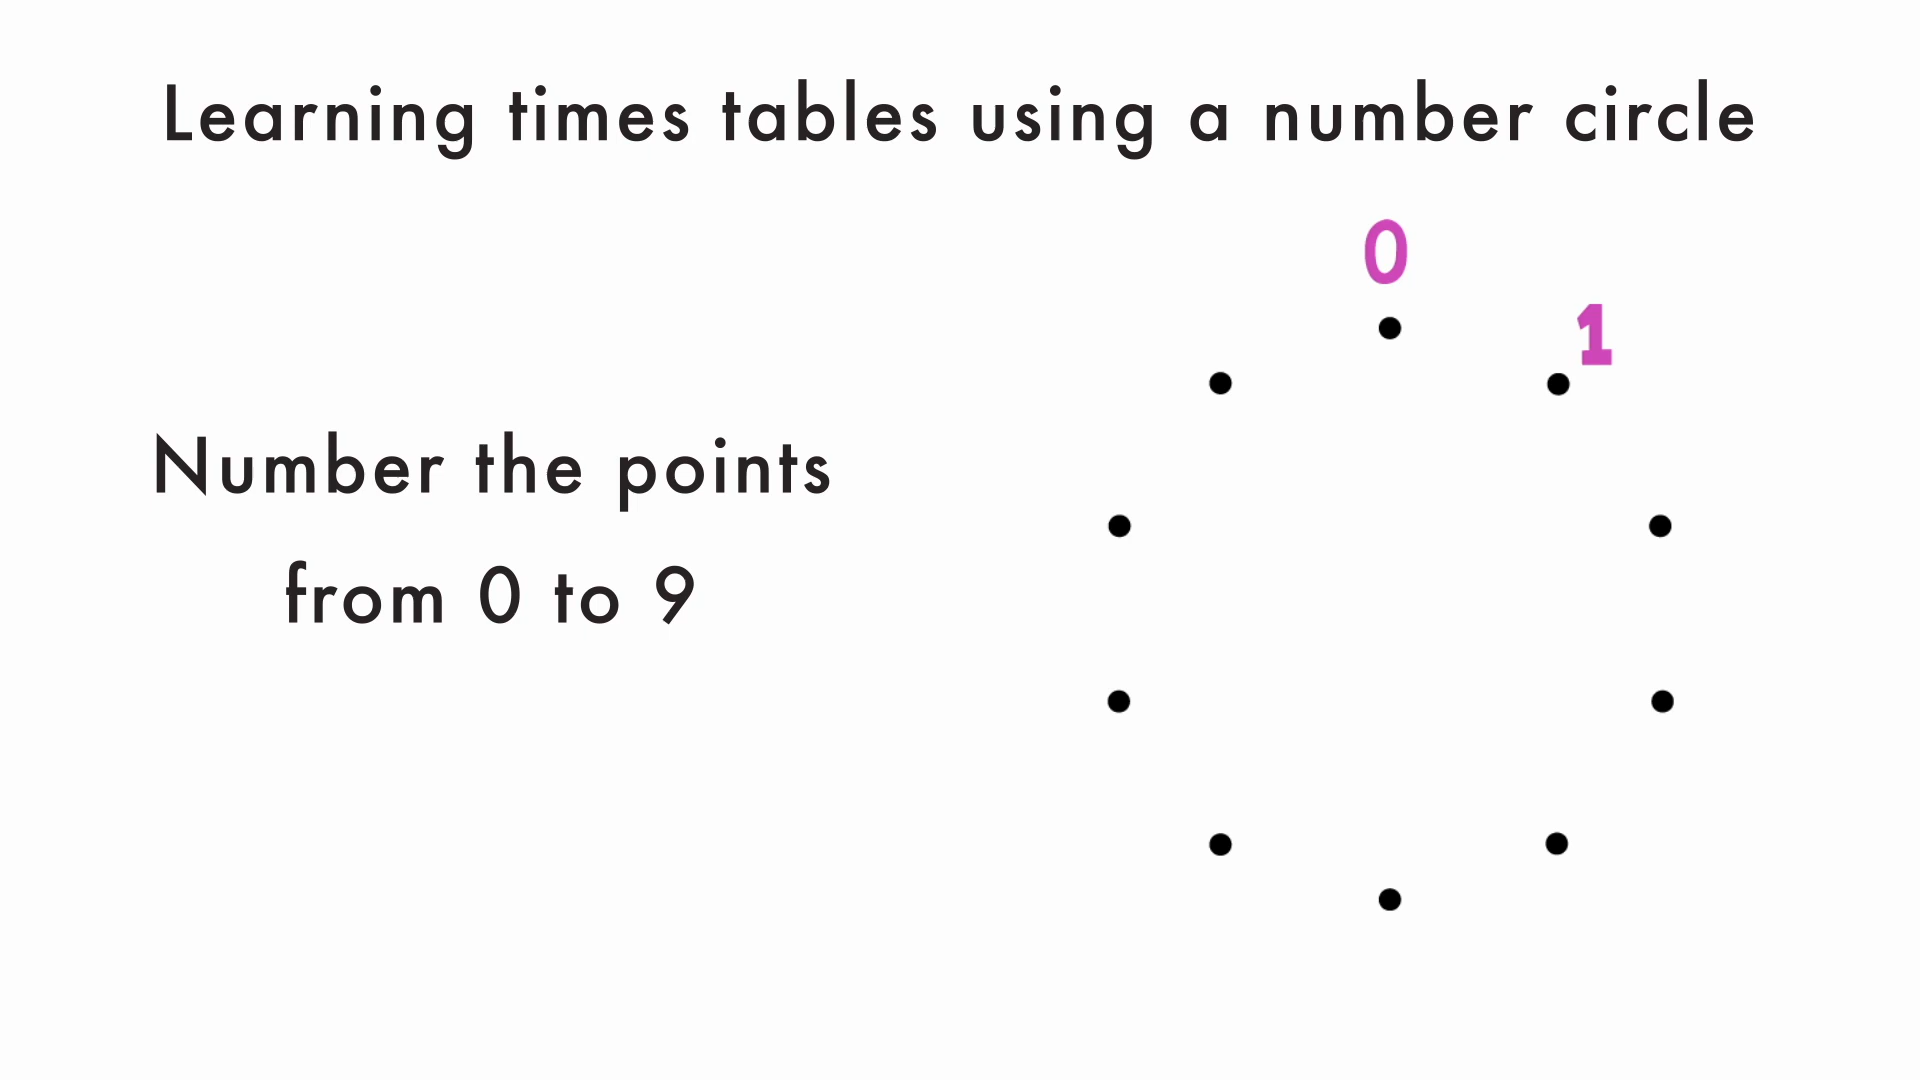 Learning times tables using a number circle
0
1
Number the points
from 0 to 9